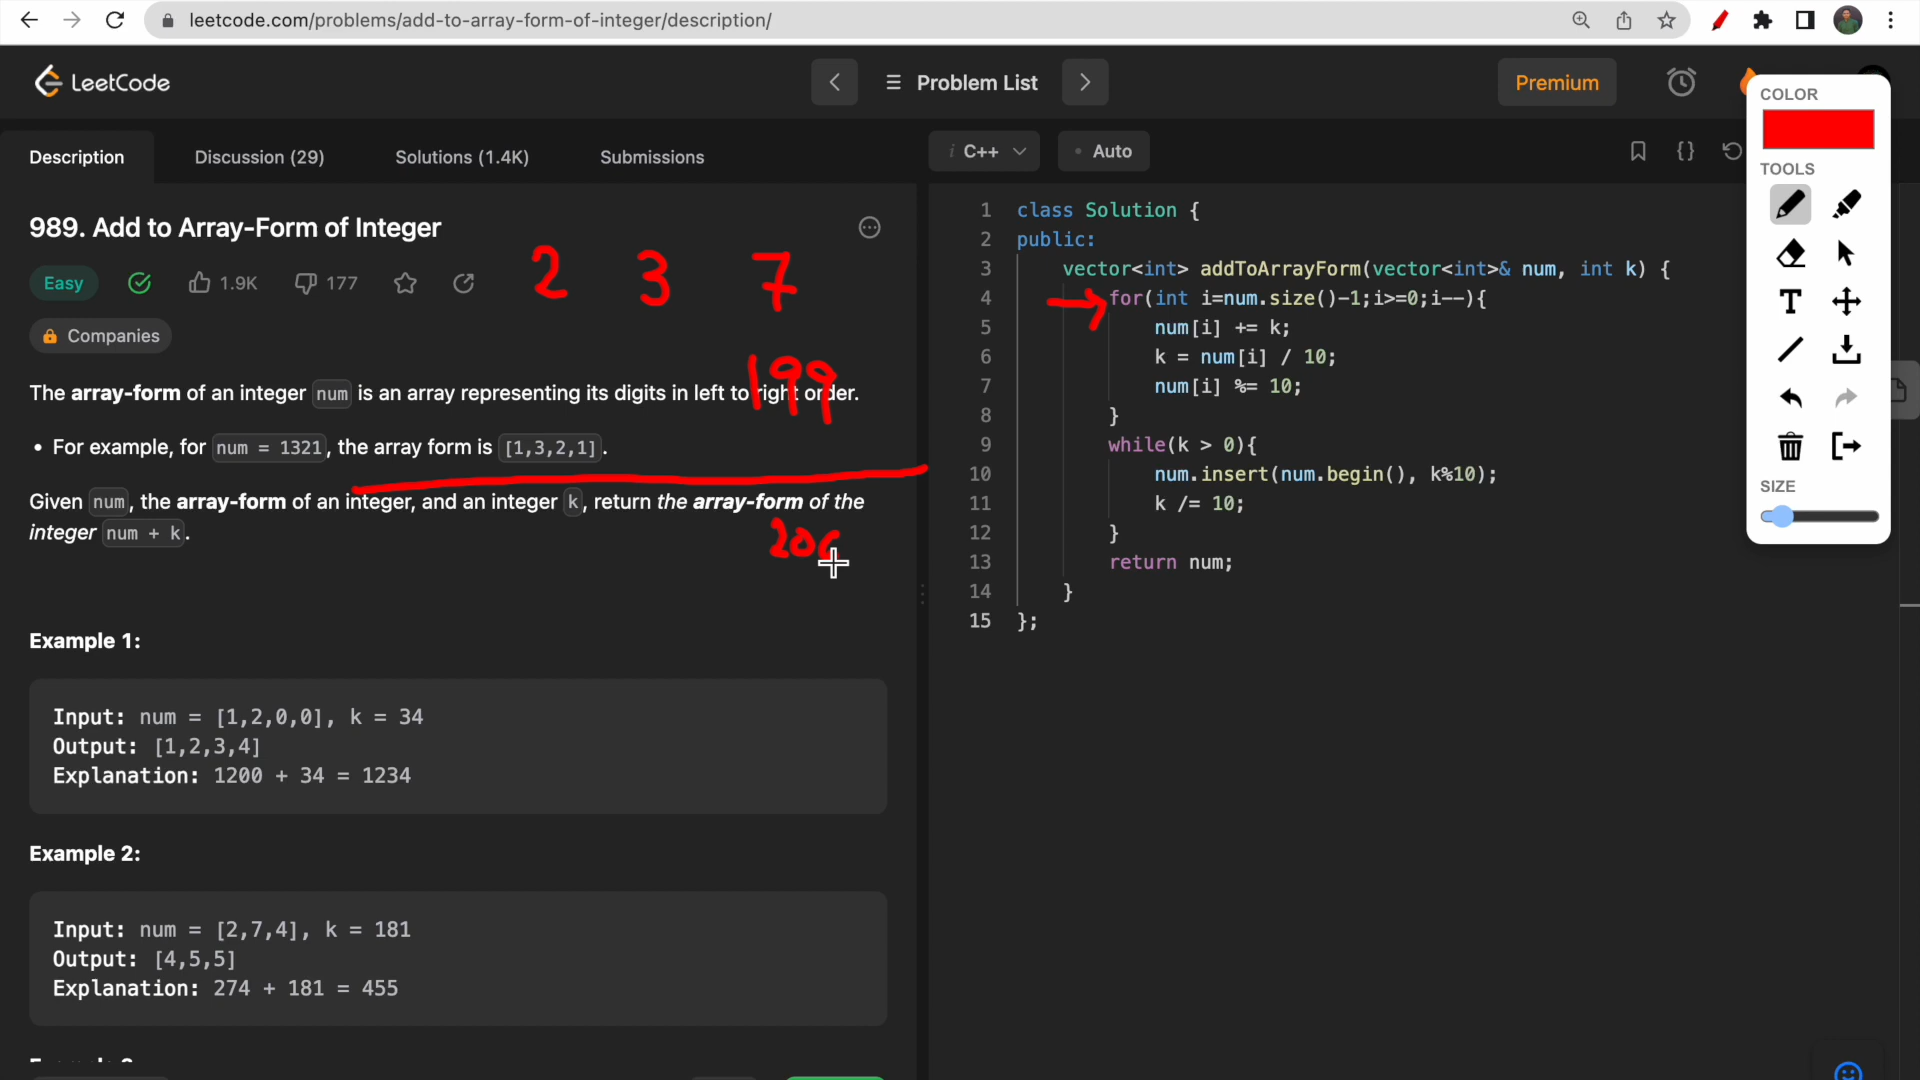 leetcode.com/problems/add-to-array-form-of-integer/description/
LeetCode
Problem List
Premium
Description
Discussion (29)
Solutions (1.4K)
Submissions
989. Add to Array-Form of Integer
Easy
1.9K
177
Companies
2 3 7
199
The array-form of an integer num is an array representing its digits in left to right order.
• For example, for num = 1321, the array form is [1,3,2,1].
Given num, the array-form of an integer, and an integer k, return the array-form of the
integer num + k.
Example 1:
Input: num = [1,2,0,0], k = 34
Output: [1,2,3,4]
Explanation: 1200 + 34 = 1234
Example 2:
Input: num = [2,7,4], k = 181
Output: [4,5,5]
Explanation: 274 + 181 = 455
i C++
• Auto
{}
1 class Solution {
2 public:
3 vector<int> addToArrayForm(vector<int>& num, int k) {
4 for(int i=num.size()-1;i>=0;i--){
5 num[i] += k;
6 k = num[i] / 10;
7 num[i] %= 10;
8 }
9 while(k > 0){
10 num.insert(num.begin(), k%10);
11 k /= 10;
12 }
13 return num;
14 }
15 };
COLOR
TOOLS
T
SIZE